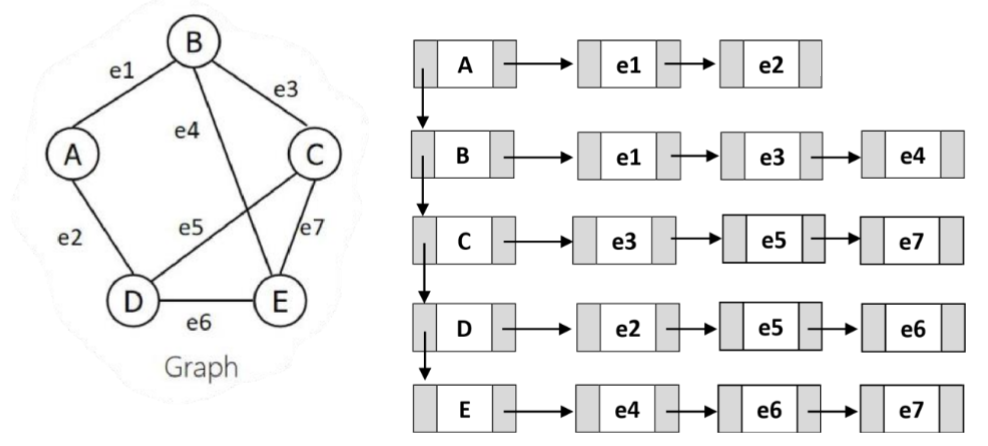 B
e1
e3
e4
A
C
e5
e7
e2
D
E
e6
Graph
A e1 e2
B e1 e3 e4
C e3 e5 e7
D e2 e5 e6
E e4 e6 e7